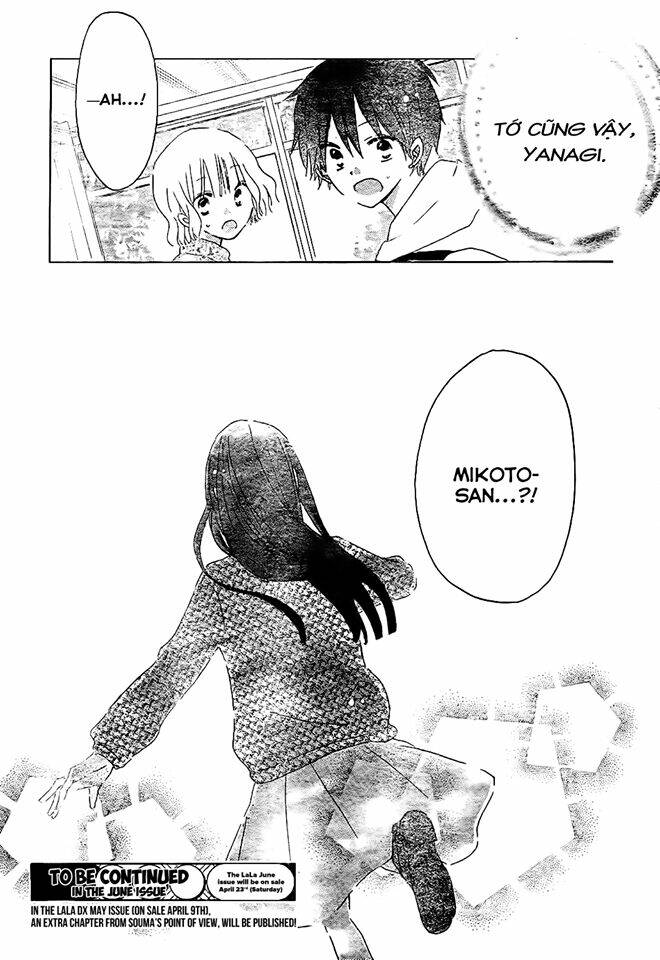 —AH...!
TỚ CŨNG VẬY,
YANAGI.
MIKOTO-
SAN...?!
TO BE CONTINUED
IN THE JUNE ISSUE
The LaLa June
issue will be on sale
April 23rd (Saturday)
IN THE LALA DX MAY ISSUE (ON SALE APRIL 9TH),
AN EXTRA CHAPTER FROM SOUMA'S POINT OF VIEW, WILL BE PUBLISHED!